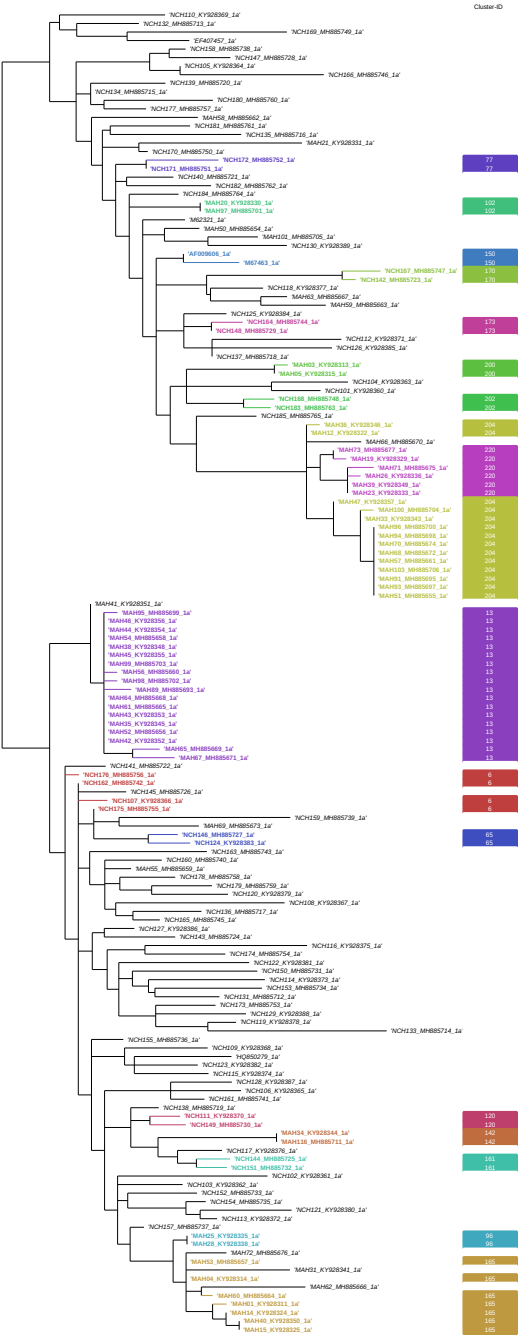 Cluster-ID
'NCH110_KY928369_1a'
'NCH132_MH885713_1a'
'NCH169_MH885749_1a'
'EF407457_1a'
'NCH158_MH885738_1a'
'NCH147_MH885728_1a'
'NCH105_KY928364_1a'
'NCH166_MH885746_1a'
'NCH139_MH885720_1a'
'NCH134_MH885715_1a'
'NCH180_MH885760_1a'
'NCH177_MH885757_1a'
'MAH58_MH885662_1a'
'NCH181_MH885761_1a'
'NCH135_MH885716_1a'
'MAH21_KY928331_1a'
'NCH170_MH885750_1a'
'NCH172_MH885752_1a' 77
'NCH171_MH885751_1a' 77
'NCH140_MH885721_1a'
'NCH182_MH885762_1a'
'NCH184_MH885764_1a'
'MAH20_KY928330_1a' 102
'MAH97_MH885701_1a' 102
'M62321_1a'
'MAH50_MH885654_1a'
'MAH101_MH885705_1a'
'NCH130_KY928389_1a'
'AF009606_1a' 150
'M67463_1a' 150
'NCH167_MH885747_1a' 170
'NCH142_MH885723_1a' 170
'NCH118_KY928377_1a'
'MAH63_MH885667_1a'
'MAH59_MH885663_1a'
'NCH125_KY928384_1a'
'NCH164_MH885744_1a' 173
'NCH148_MH885729_1a' 173
'NCH112_KY928371_1a'
'NCH126_KY928385_1a'
'NCH137_MH885718_1a'
'MAH03_KY928313_1a' 200
'MAH05_KY928315_1a' 200
'NCH104_KY928363_1a'
'NCH101_KY928360_1a'
'NCH168_MH885748_1a' 202
'NCH183_MH885763_1a' 202
'NCH185_MH885765_1a'
'MAH36_KY928346_1a' 204
'MAH12_KY928322_1a' 204
'MAH66_MH885670_1a'
'MAH73_MH885677_1a' 220
'MAH19_KY928329_1a' 220
'MAH71_MH885675_1a' 220
'MAH26_KY928336_1a' 220
'MAH39_KY928349_1a' 220
'MAH23_KY928333_1a' 220
'MAH47_KY928357_1a' 204
'MAH100_MH885704_1a' 204
'MAH33_KY928343_1a' 204
'MAH96_MH885700_1a' 204
'MAH94_MH885698_1a' 204
'MAH70_MH885674_1a' 204
'MAH68_MH885672_1a' 204
'MAH57_MH885661_1a' 204
'MAH103_MH885706_1a' 204
'MAH91_MH885695_1a' 204
'MAH93_MH885697_1a' 204
'MAH51_MH885655_1a' 204
'MAH41_KY928351_1a'
'MAH95_MH885699_1a' 13
'MAH46_KY928356_1a' 13
'MAH44_KY928354_1a' 13
'MAH54_MH885658_1a' 13
'MAH38_KY928348_1a' 13
'MAH45_KY928355_1a' 13
'MAH99_MH885703_1a' 13
'MAH56_MH885660_1a' 13
'MAH98_MH885702_1a' 13
'MAH89_MH885693_1a' 13
'MAH64_MH885668_1a' 13
'MAH61_MH885665_1a' 13
'MAH43_KY928353_1a' 13
'MAH35_KY928345_1a' 13
'MAH52_MH885656_1a' 13
'MAH42_KY928352_1a' 13
'MAH65_MH885669_1a' 13
'MAH67_MH885671_1a' 13
'NCH141_MH885722_1a'
'NCH176_MH885756_1a' 6
'NCH162_MH885742_1a' 6
'NCH145_MH885726_1a'
'NCH107_KY928366_1a' 6
'NCH175_MH885755_1a' 6
'NCH159_MH885739_1a'
'MAH69_MH885673_1a'
'NCH146_MH885727_1a' 65
'NCH124_KY928383_1a' 65
'NCH163_MH885743_1a'
'NCH160_MH885740_1a'
'MAH55_MH885659_1a'
'NCH178_MH885758_1a'
'NCH179_MH885759_1a'
'NCH120_KY928379_1a'
'NCH108_KY928367_1a'
'NCH136_MH885717_1a'
'NCH165_MH885745_1a'
'NCH127_KY928386_1a'
'NCH143_MH885724_1a'
'NCH116_KY928375_1a'
'NCH174_MH885754_1a'
'NCH122_KY928381_1a'
'NCH150_MH885731_1a'
'NCH114_KY928373_1a'
'NCH153_MH885734_1a'
'NCH131_MH885712_1a'
'NCH173_MH885753_1a'
'NCH129_KY928388_1a'
'NCH119_KY928378_1a'
'NCH133_MH885714_1a'
'NCH155_MH885736_1a'
'NCH109_KY928368_1a'
'HQ850279_1a'
'NCH123_KY928382_1a'
'NCH115_KY928374_1a'
'NCH128_KY928387_1a'
'NCH106_KY928365_1a'
'NCH161_MH885741_1a'
'NCH138_MH885719_1a'
'NCH111_KY928370_1a' 120
'NCH149_MH885730_1a' 120
'MAH34_KY928344_1a' 142
'MAH116_MH885711_1a' 142
'NCH117_KY928376_1a'
'NCH144_MH885725_1a' 161
'NCH151_MH885732_1a' 161
'NCH102_KY928361_1a'
'NCH103_KY928362_1a'
'NCH152_MH885733_1a'
'NCH154_MH885735_1a'
'NCH121_KY928380_1a'
'NCH113_KY928372_1a'
'NCH157_MH885737_1a'
'MAH25_KY928335_1a' 96
'MAH28_KY928338_1a' 96
'MAH72_MH885676_1a'
'MAH53_MH885657_1a' 165
'MAH31_KY928341_1a'
'MAH04_KY928314_1a' 165
'MAH62_MH885666_1a'
'MAH60_MH885664_1a' 165
'MAH01_KY928311_1a' 165
'MAH14_KY928324_1a' 165
'MAH40_KY928350_1a' 165
'MAH15_KY928325_1a' 165